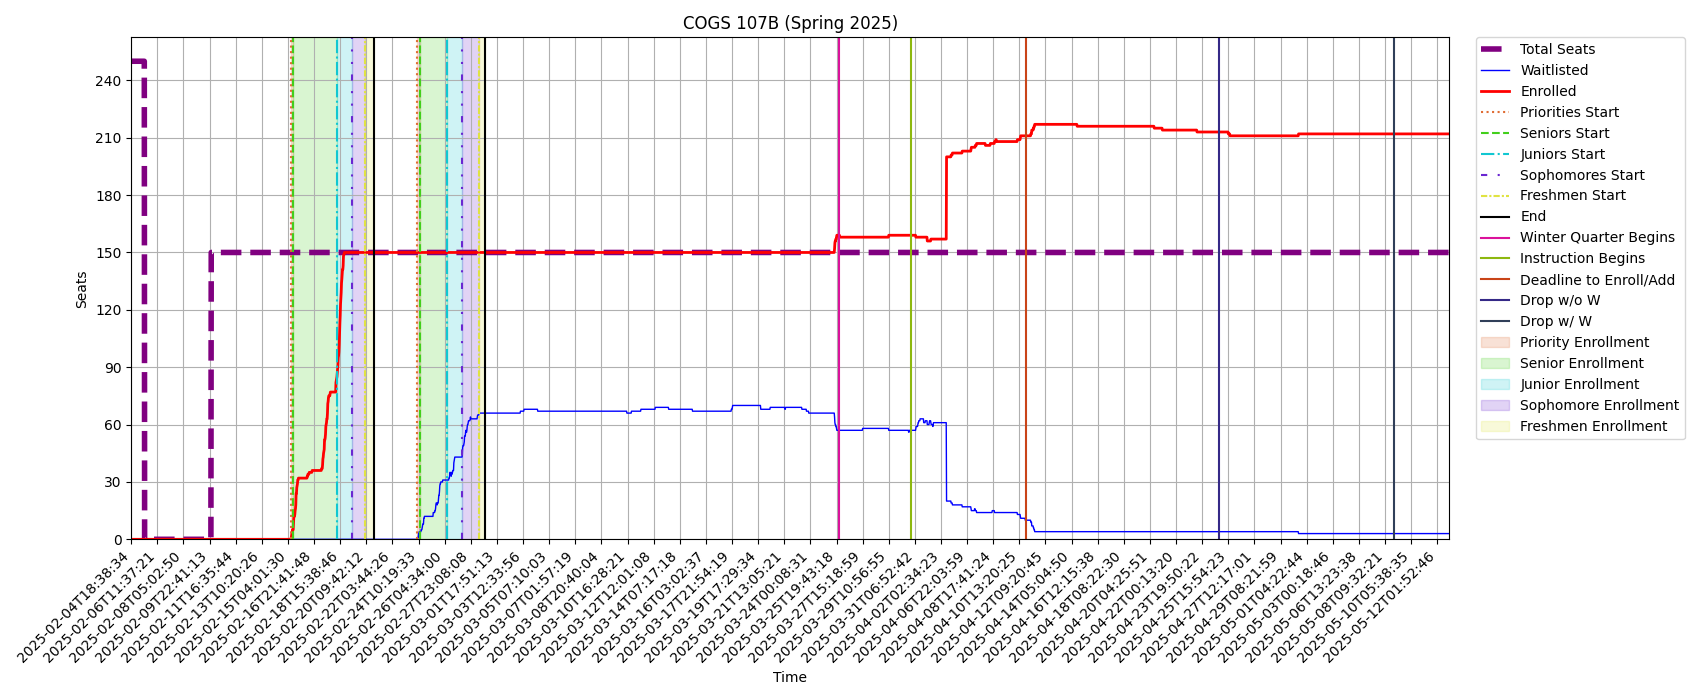 COGS 107B (Spring 2025)
Seats
240
210
180
150
120
90
60
30
0
2025-02-04T18:38:34
2025-02-06T11:37:21
2025-02-08T05:02:50
2025-02-09T22:41:13
2025-02-11T16:35:44
2025-02-13T10:20:26
2025-02-15T04:01:30
2025-02-16T21:41:48
2025-02-18T15:38:46
2025-02-20T09:42:12
2025-02-22T03:44:26
2025-02-24T10:19:33
2025-02-26T04:34:00
2025-02-27T23:08:08
2025-03-01T17:51:13
2025-03-03T12:33:56
2025-03-05T07:10:03
2025-03-07T01:57:19
2025-03-08T20:40:04
2025-03-10T16:28:21
2025-03-12T12:01:08
2025-03-14T07:17:18
2025-03-16T03:02:37
2025-03-17T21:54:19
2025-03-19T17:29:34
2025-03-21T13:05:21
2025-03-24T00:08:31
2025-03-25T19:43:18
2025-03-27T15:18:59
2025-03-29T10:56:55
2025-03-31T06:52:42
2025-04-02T02:34:23
2025-04-06T22:03:59
2025-04-08T17:41:24
2025-04-10T13:20:25
2025-04-12T09:20:45
2025-04-14T05:04:50
2025-04-16T12:15:38
2025-04-18T08:22:30
2025-04-20T04:25:51
2025-04-22T00:13:20
2025-04-23T19:50:22
2025-04-25T15:54:23
2025-04-27T12:17:01
2025-04-29T08:21:59
2025-05-01T04:22:44
2025-05-03T00:18:46
2025-05-06T13:23:38
2025-05-08T09:32:21
2025-05-10T05:38:35
2025-05-12T01:52:46
Time
Total Seats
Waitlisted
Enrolled
Priorities Start
Seniors Start
Juniors Start
Sophomores Start
Freshmen Start
End
Winter Quarter Begins
Instruction Begins
Deadline to Enroll/Add
Drop w/o W
Drop w/ W
Priority Enrollment
Senior Enrollment
Junior Enrollment
Sophomore Enrollment
Freshmen Enrollment